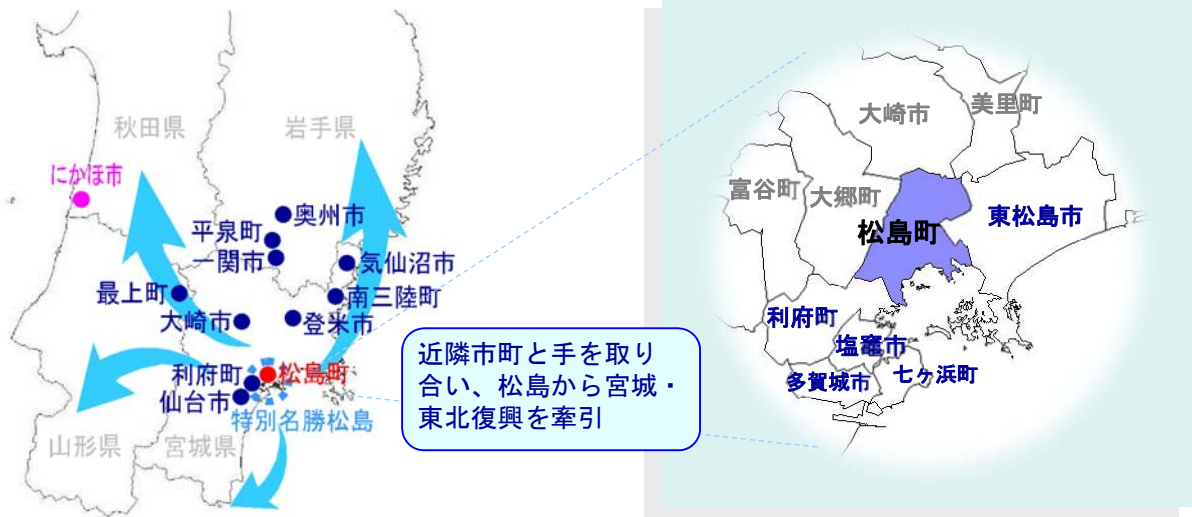 秋田県
岩手県
にかほ市
奥州市
平泉町
一関市
気仙沼市
最上町
南三陸町
大崎市
登米市
利府町
松島町
仙台市
特別名勝松島
山形県
宮城県
近隣市町と手を取り
合い、松島から宮城・
東北復興を牽引
美里町
大崎市
富谷町
大郷町
東松島市
松島町
利府町
塩竈市
多賀城市
七ヶ浜町